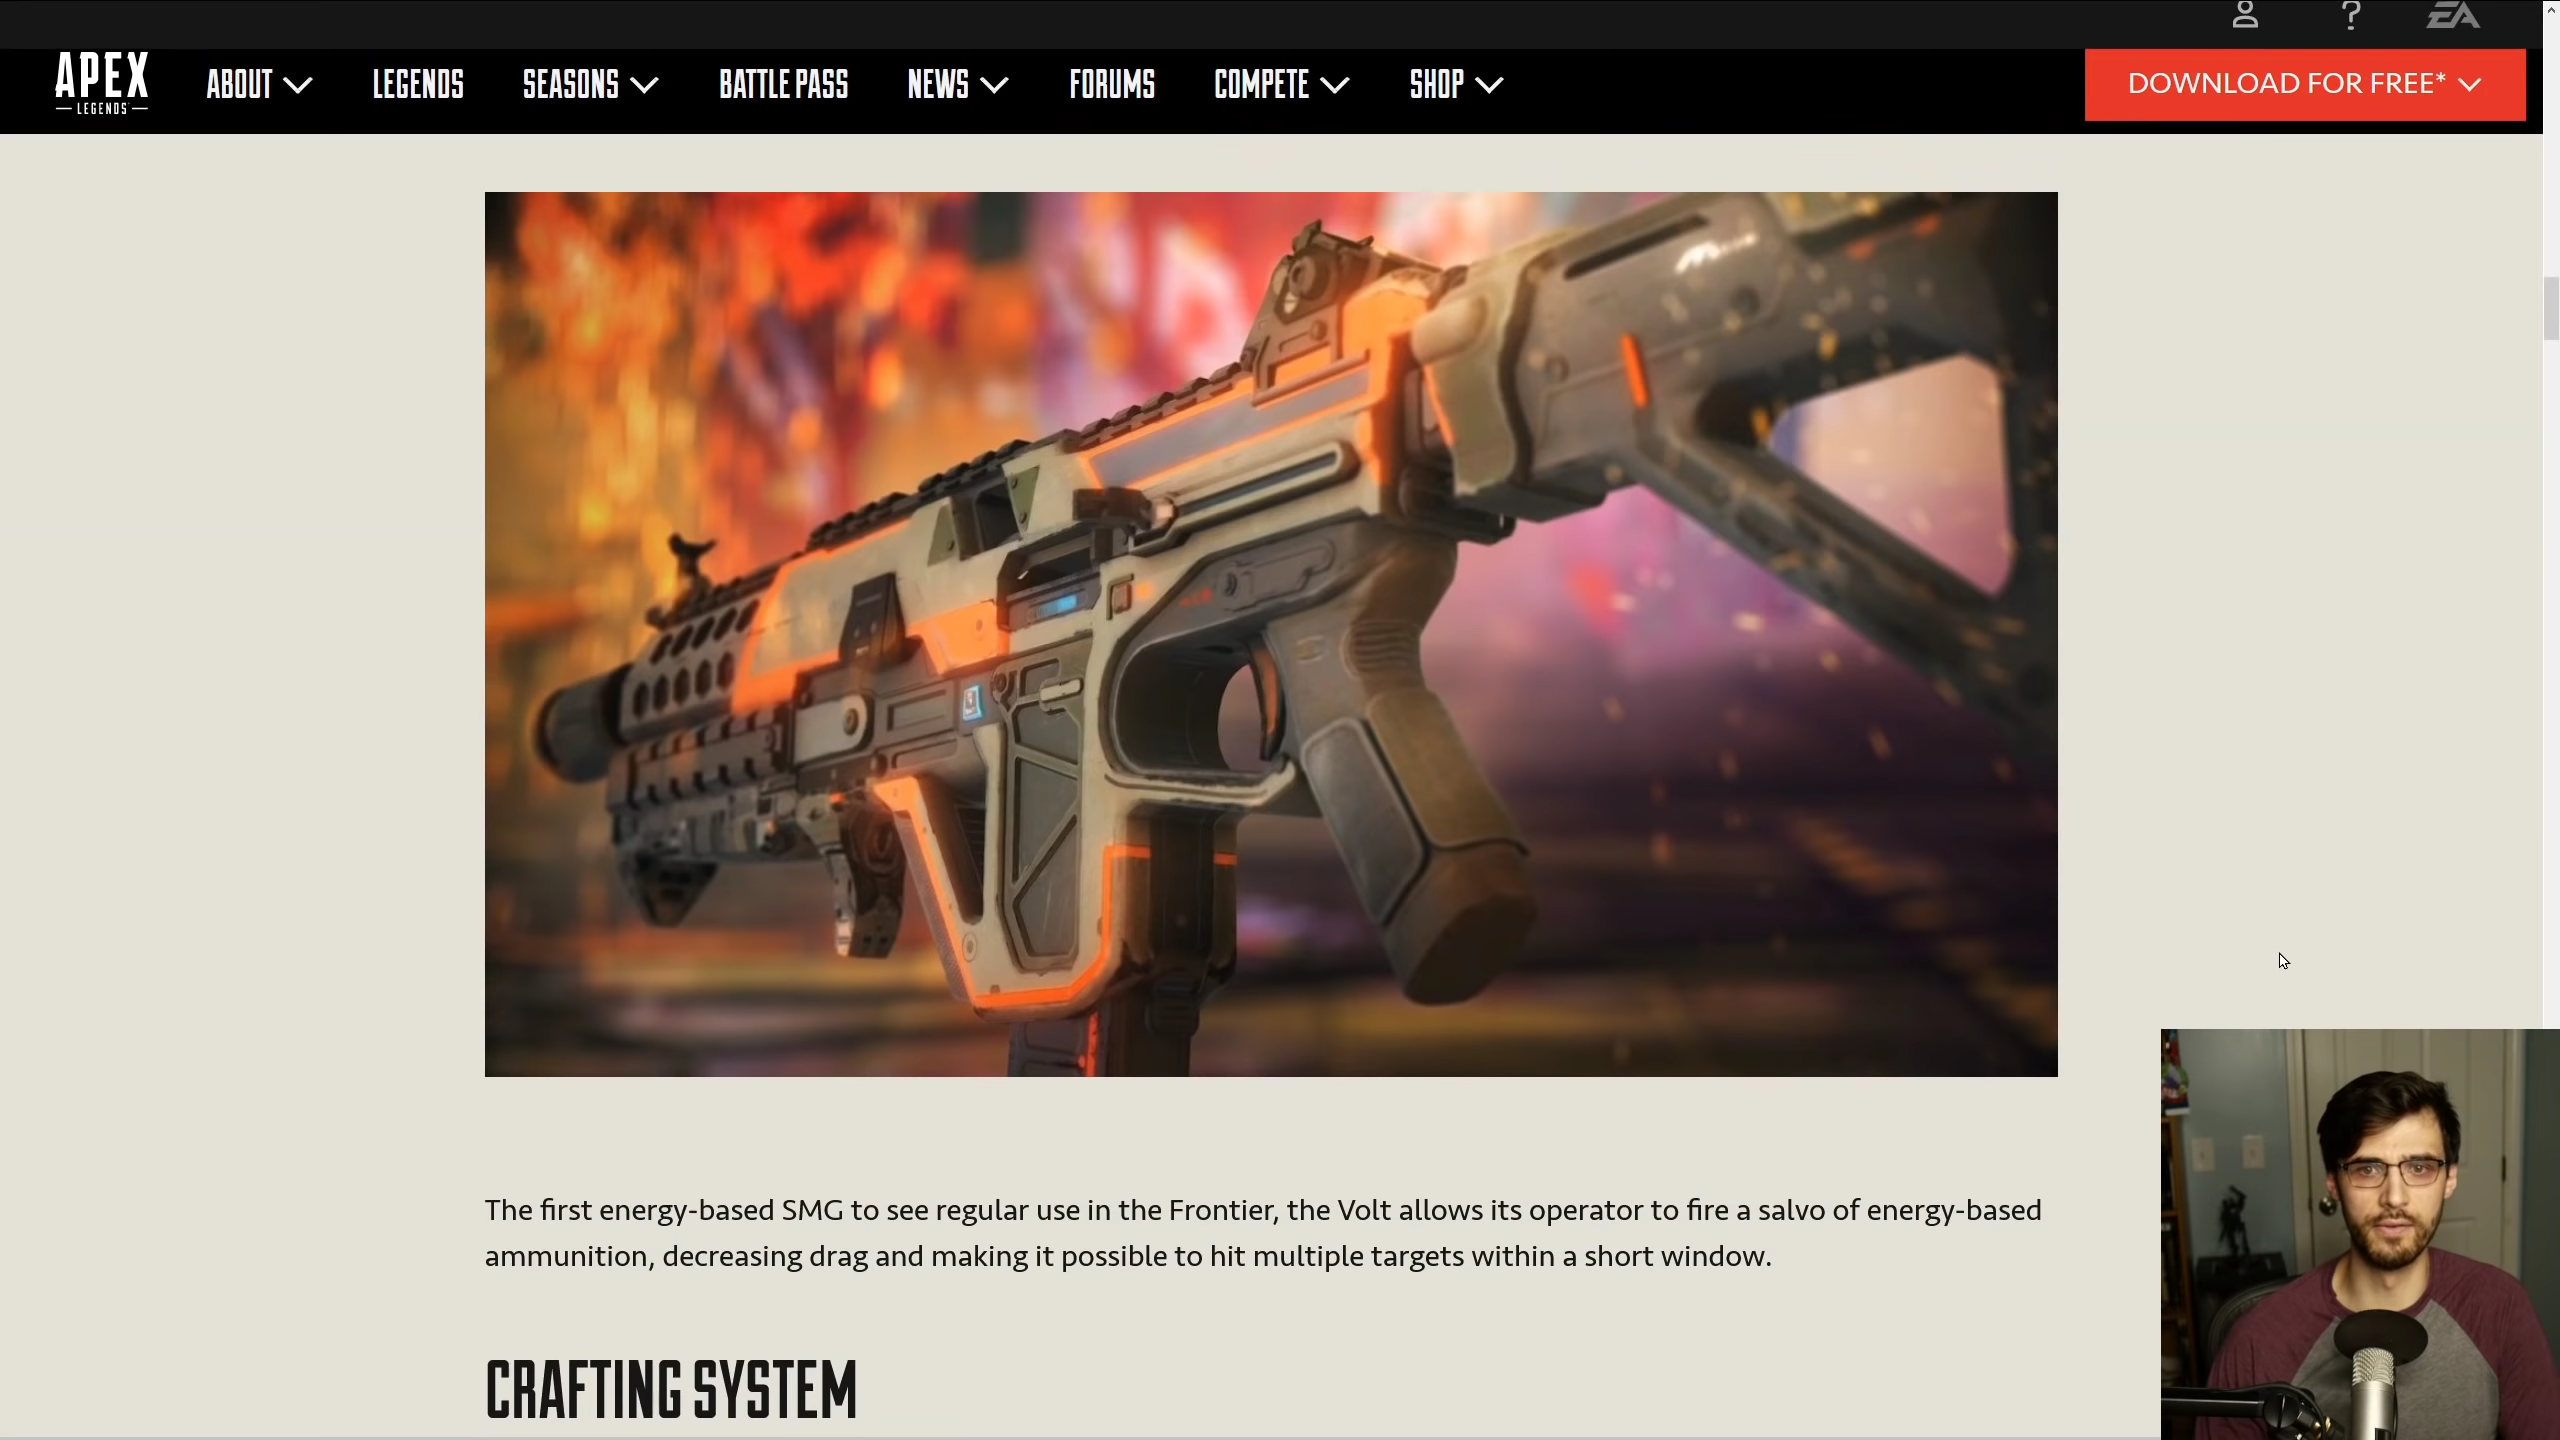 APEX
LEGENDS
ABOUT
LEGENDS
SEASONS
BATTLE PASS
NEWS
FORUMS
COMPETE
SHOP
DOWNLOAD FOR FREE*
?
EA
The first energy-based SMG to see regular use in the Frontier, the Volt allows its operator to fire a salvo of energy-based
ammunition, decreasing drag and making it possible to hit multiple targets within a short window.
CRAFTING SYSTEM